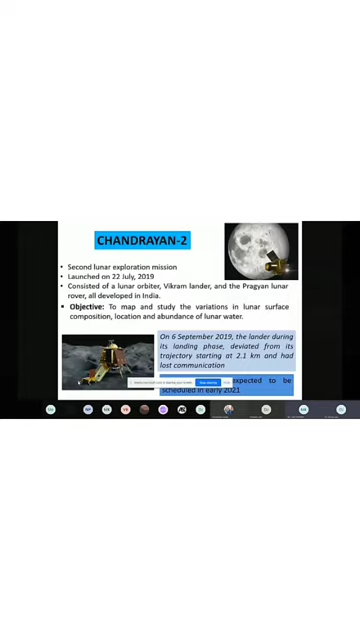 CHANDRAYAN-2
• Second lunar exploration mission
• Launched on 22 July, 2019
• Consisted of a lunar orbiter, Vikram lander, and the Pragyan lunar
rover, all developed in India.
• Objective: To map and study the variations in lunar surface
composition, location and abundance of lunar water.
On 6 September 2019, the lander during
its landing phase, deviated from its
trajectory starting at 2.1 km and had
lost communication
expected to be
scheduled in early 2021
Stop sharing